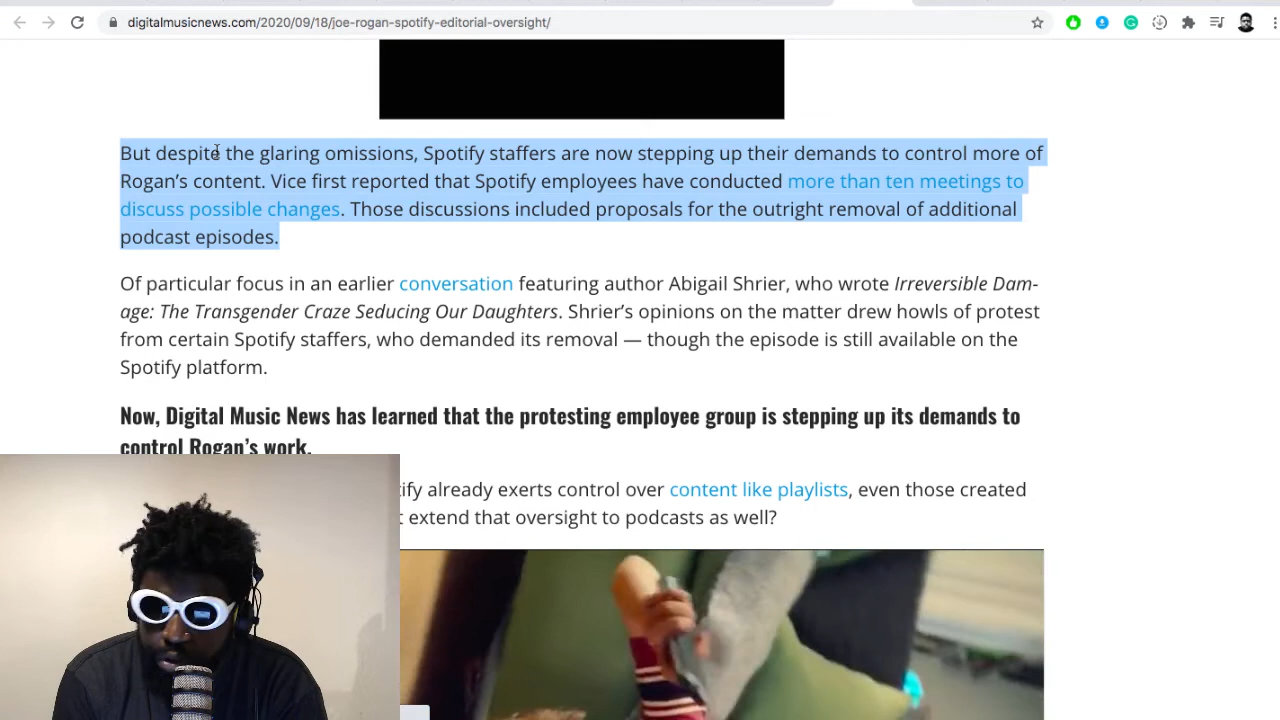 digitalmusicnews.com/2020/09/18/joe-rogan-spotify-editorial-oversight/
But despite the glaring omissions, Spotify staffers are now stepping up their demands to control more of
Rogan’s content. Vice first reported that Spotify employees have conducted more than ten meetings to
discuss possible changes. Those discussions included proposals for the outright removal of additional
podcast episodes.
Of particular focus in an earlier conversation featuring author Abigail Shrier, who wrote Irreversible Dam-
age: The Transgender Craze Seducing Our Daughters. Shrier’s opinions on the matter drew howls of protest
from certain Spotify staffers, who demanded its removal — though the episode is still available on the
Spotify platform.
Now, Digital Music News has learned that the protesting employee group is stepping up its demands to
control Rogan’s work.
already exerts control over content like playlists, even those created
extend that oversight to podcasts as well?